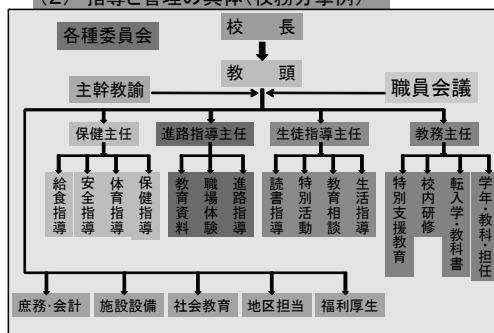 (2) 指導と管理の具体(校務分掌例)
各種委員会
校 長
教 頭
主幹教諭
職員会議
保健主任
進路指導主任
生徒指導主任
教務主任
給食指導
安全指導
体育指導
保健指導
教育資料
職場体験
進路指導
読書指導
特別活動
教育相談
生活指導
特別支援教育
校内研修
転入学・教科書
学年・教科・担任
庶務・会計
施設設備
社会教育
地区担当
福利厚生